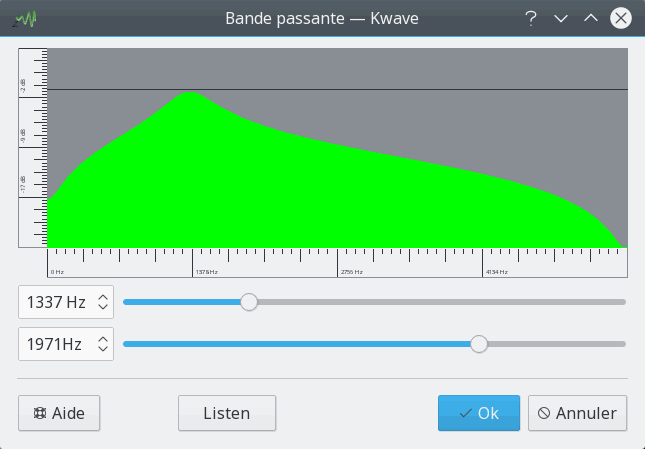 Bande passante — Kwave
-2 dB
-9 dB
-17 dB
0 Hz
1378Hz
2756 Hz
4134 Hz
1337 Hz
1971Hz
Aide
Listen
Ok
Annuler